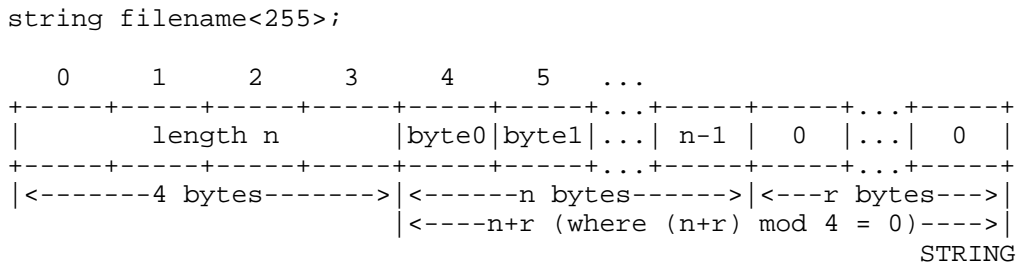 string filename<255>;
0 1 2 3 4 5 ...
+-----+-----+-----+-----+-----+-----+...+-----+-----+...+-----+
| length n |byte0|byte1|...| n-1 | 0 |...| 0 |
+-----+-----+-----+-----+-----+-----+...+-----+-----+...+-----+
|<-------4 bytes------->|<------n bytes------>|<---r bytes--->|
|<----n+r (where (n+r) mod 4 = 0)---->|
STRING